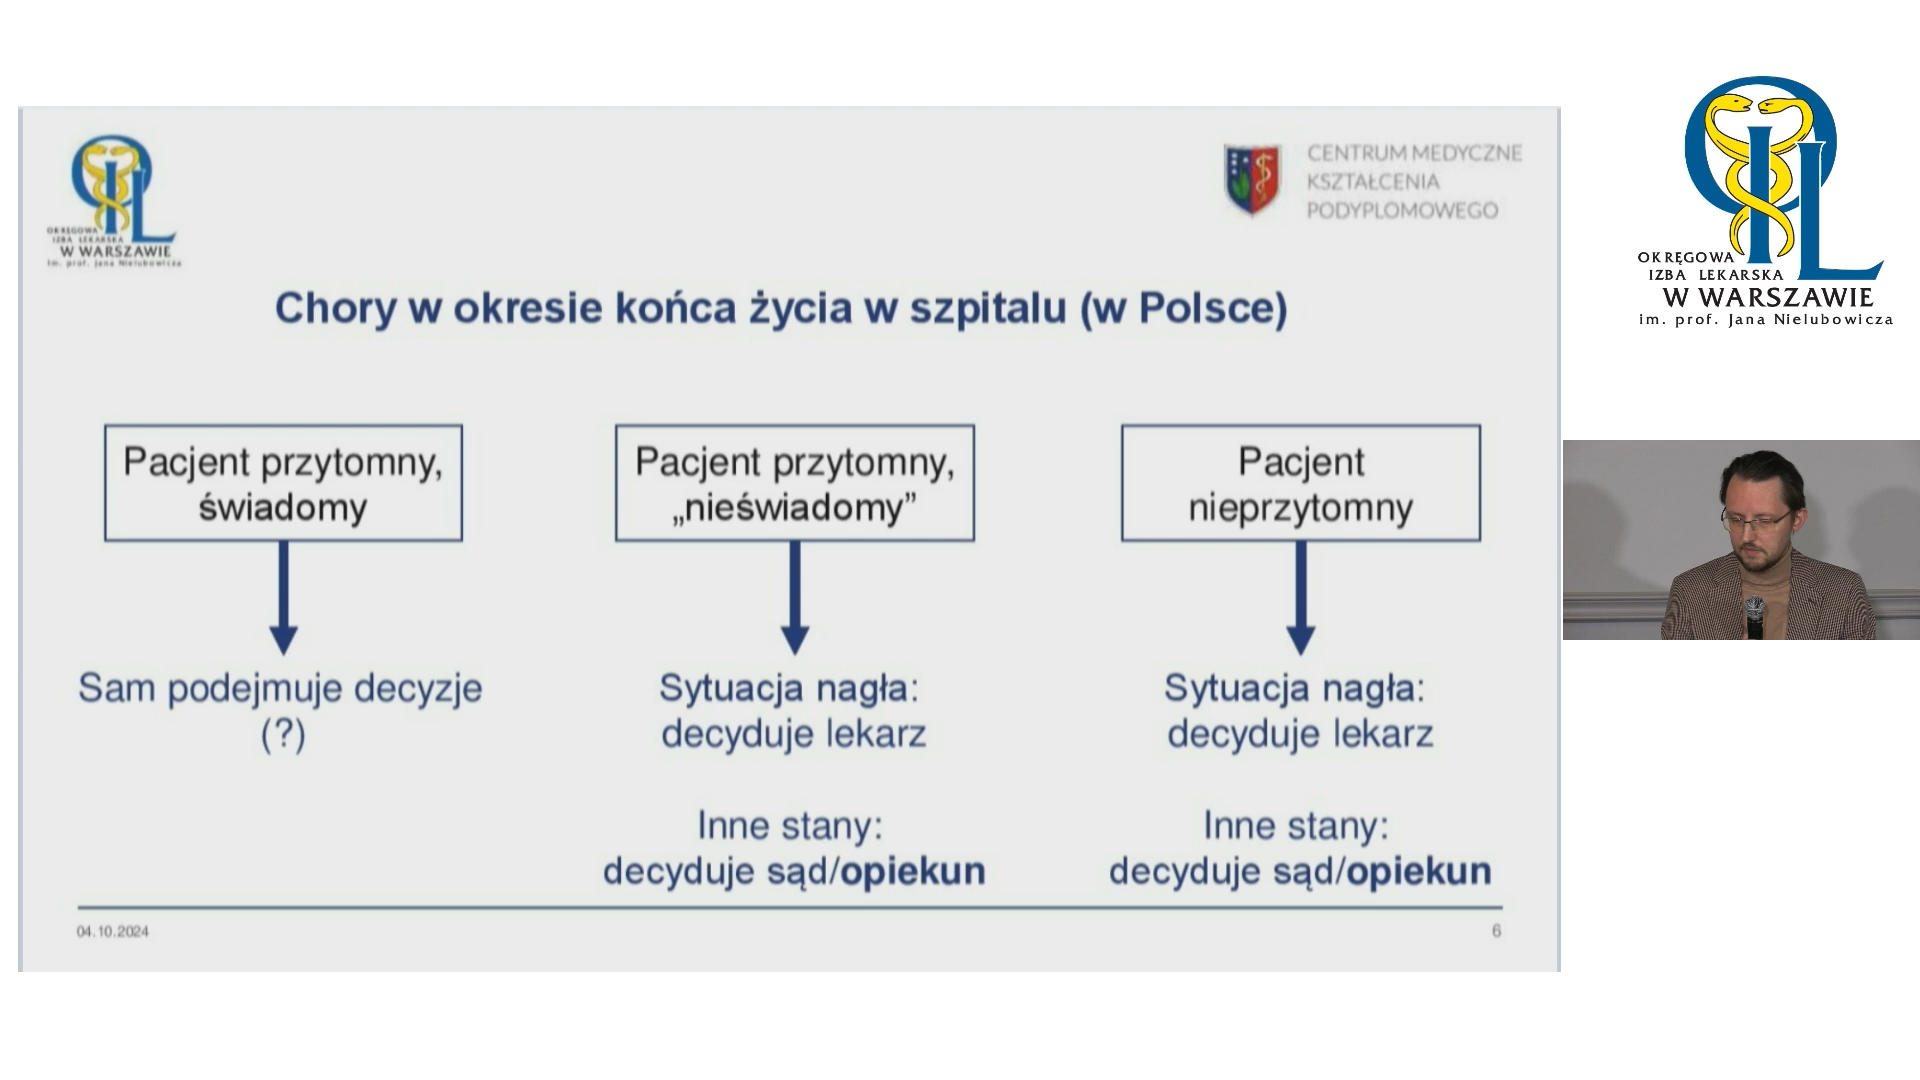 OKRĘGOWA
IZBA LEKARSKA
W WARSZAWIE
im. prof. Jana Nielubowicza
CENTRUM MEDYCZNE
KSZTAŁCENIA
PODYPLOMOWEGO
Chory w okresie końca życia w szpitalu (w Polsce)
Pacjent przytomny,
świadomy
Sam podejmuje decyzje
(?)
Pacjent przytomny,
„nieświadomy”
Sytuacja nagła:
decyduje lekarz
Inne stany:
decyduje sąd/opiekun
Pacjent
nieprzytomny
Sytuacja nagła:
decyduje lekarz
Inne stany:
decyduje sąd/opiekun
04.10.2024
6
OKRĘGOWA
IZBA LEKARSKA
W WARSZAWIE
im. prof. Jana Nielubowicza